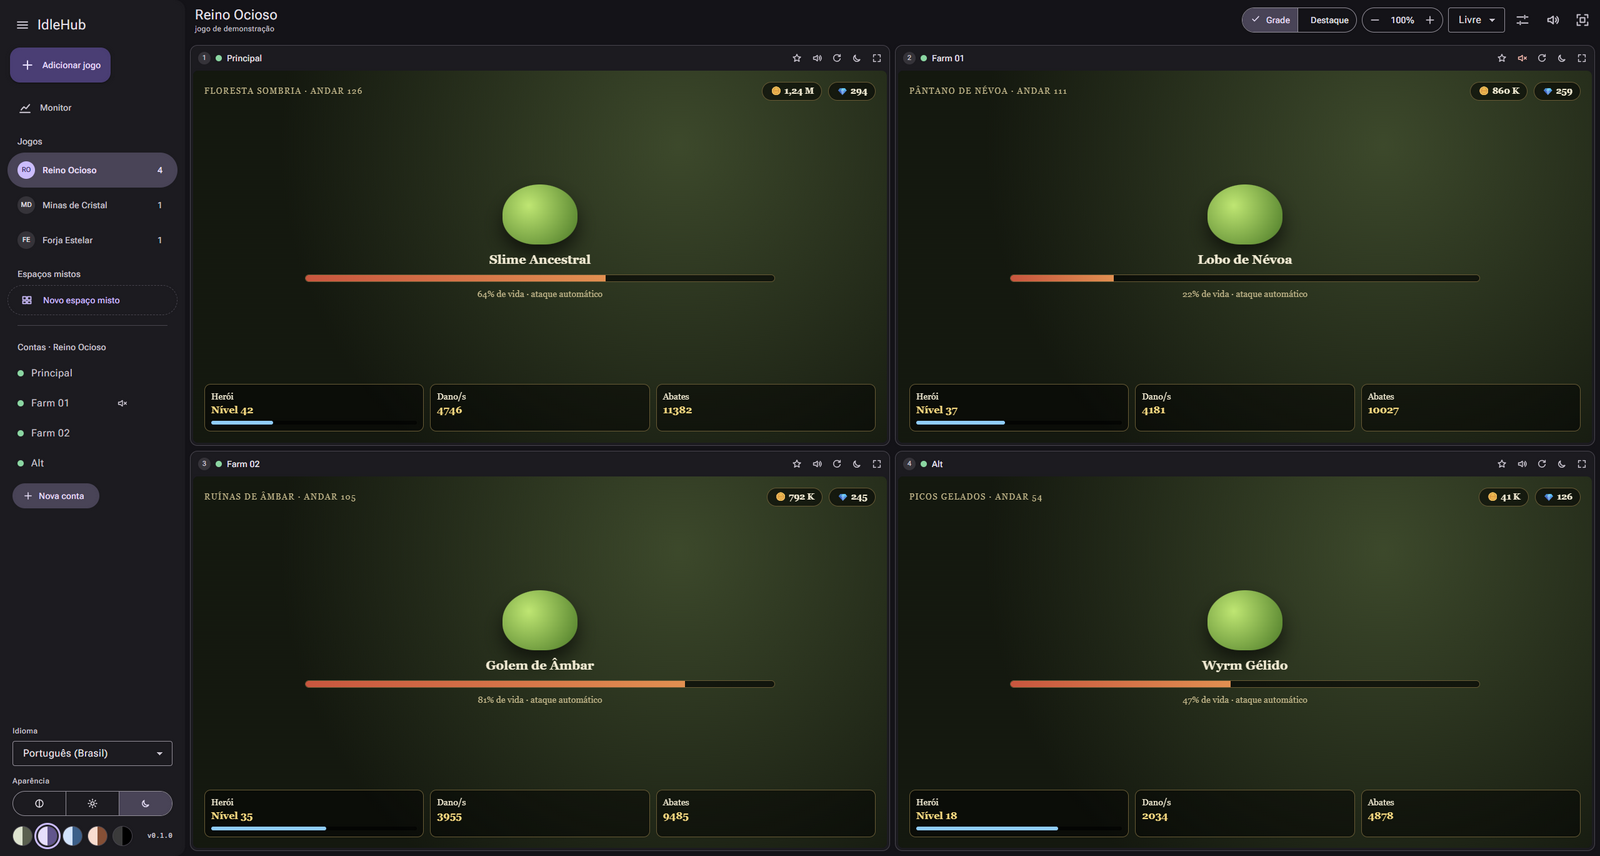 IdleHub
Adicionar jogo
Monitor
Jogos
RO Reino Ocioso 4
MD Minas de Cristal 1
FE Forja Estelar 1
Espaços mistos
Novo espaço misto
Contas · Reino Ocioso
Principal
Farm 01
Farm 02
Alt
Nova conta
Idioma
Português (Brasil)
Aparência
v0.1.0
Reino Ocioso
jogo de demonstração
Grade
Destaque
100%
Livre
1 Principal
FLORESTA SOMBRIA · ANDAR 126
1,24 M
294
Slime Ancestral
64% de vida · ataque automático
Herói
Nível 42
Dano/s
4746
Abates
11382
2 Farm 01
PÂNTANO DE NÉVOA · ANDAR 111
860 K
259
Lobo de Névoa
22% de vida · ataque automático
Herói
Nível 37
Dano/s
4181
Abates
10027
3 Farm 02
RUÍNAS DE ÂMBAR · ANDAR 105
792 K
245
Golem de Âmbar
81% de vida · ataque automático
Herói
Nível 35
Dano/s
3955
Abates
9485
4 Alt
PICOS GELADOS · ANDAR 54
41 K
126
Wyrm Gélido
47% de vida · ataque automático
Herói
Nível 18
Dano/s
2034
Abates
4878